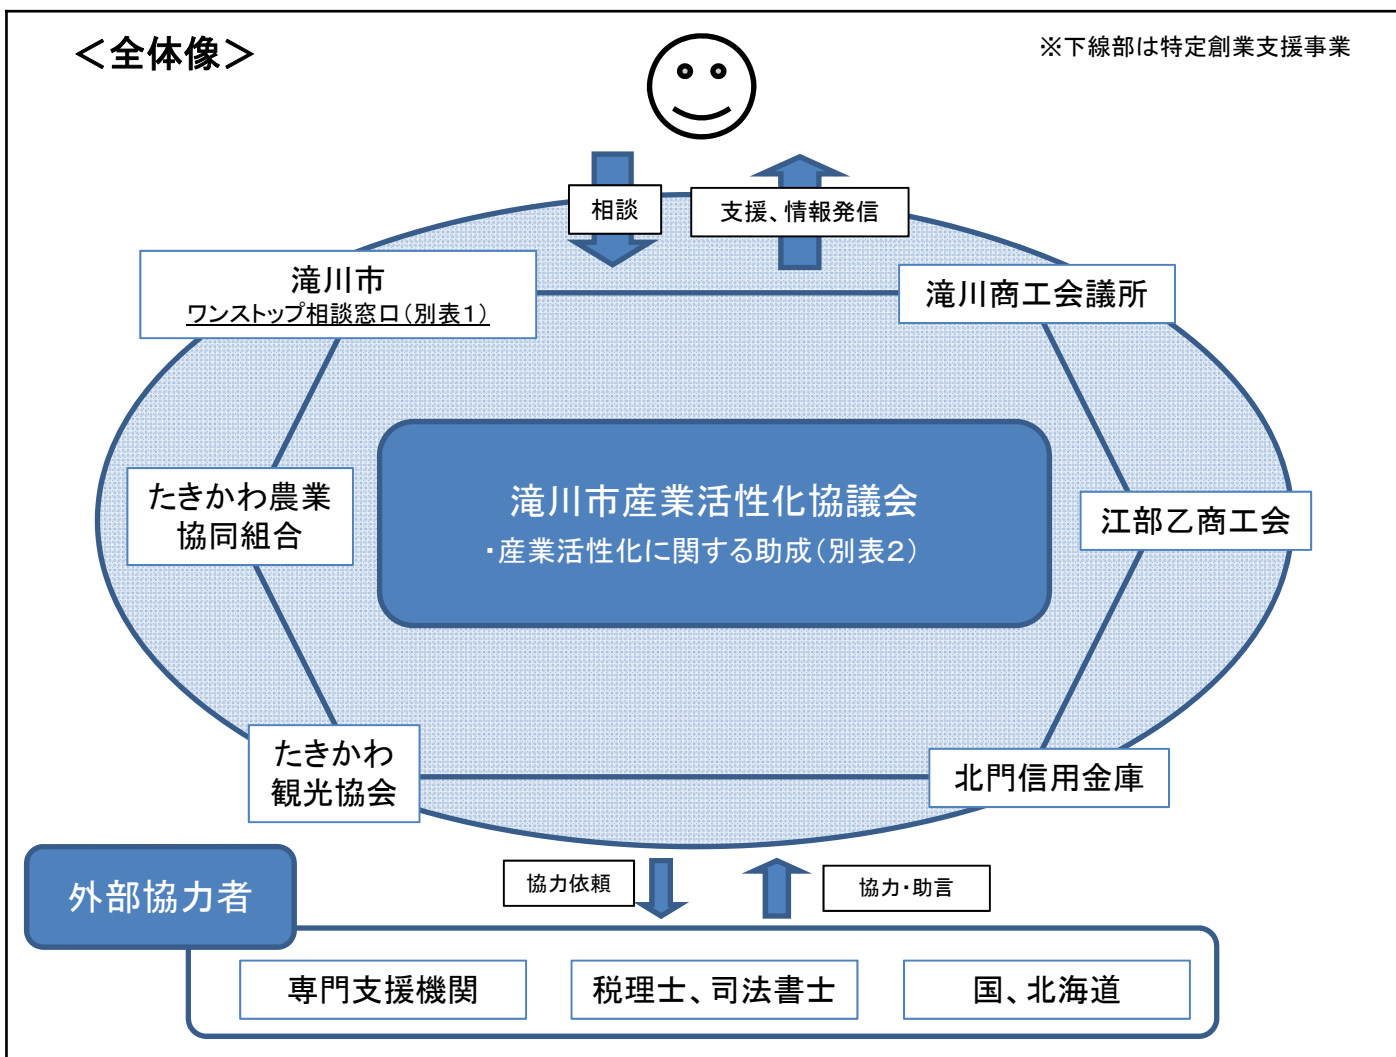 ＜全体像＞
※下線部は特定創業支援事業
相談
支援、情報発信
滝川市
ワンストップ相談窓口（別表１）
滝川商工会議所
たきかわ農業
協同組合
滝川市産業活性化協議会
・産業活性化に関する助成（別表２）
江部乙商工会
たきかわ
観光協会
北門信用金庫
協力依頼
協力・助言
外部協力者
専門支援機関
税理士、司法書士
国、北海道